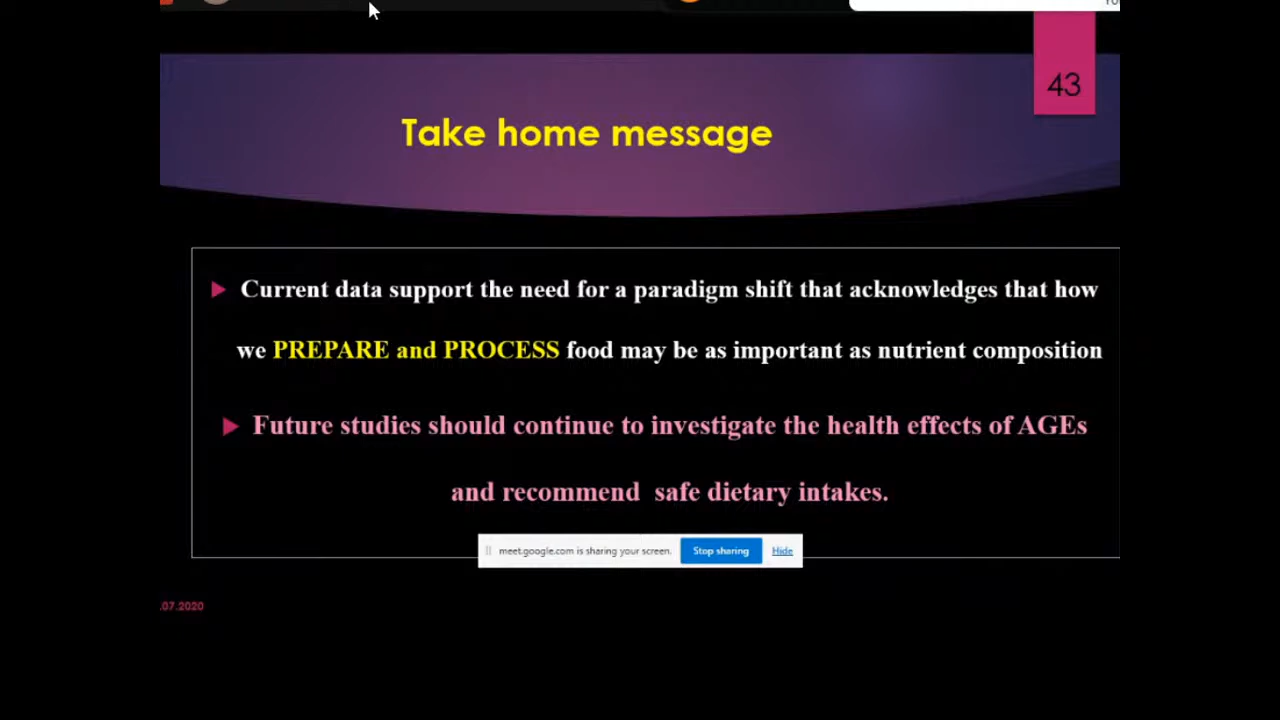 43
Take home message
Current data support the need for a paradigm shift that acknowledges that how
we PREPARE and PROCESS food may be as important as nutrient composition
Future studies should continue to investigate the health effects of AGEs
and recommend safe dietary intakes.
meet.google.com is sharing your screen. Stop sharing Hide
.07.2020